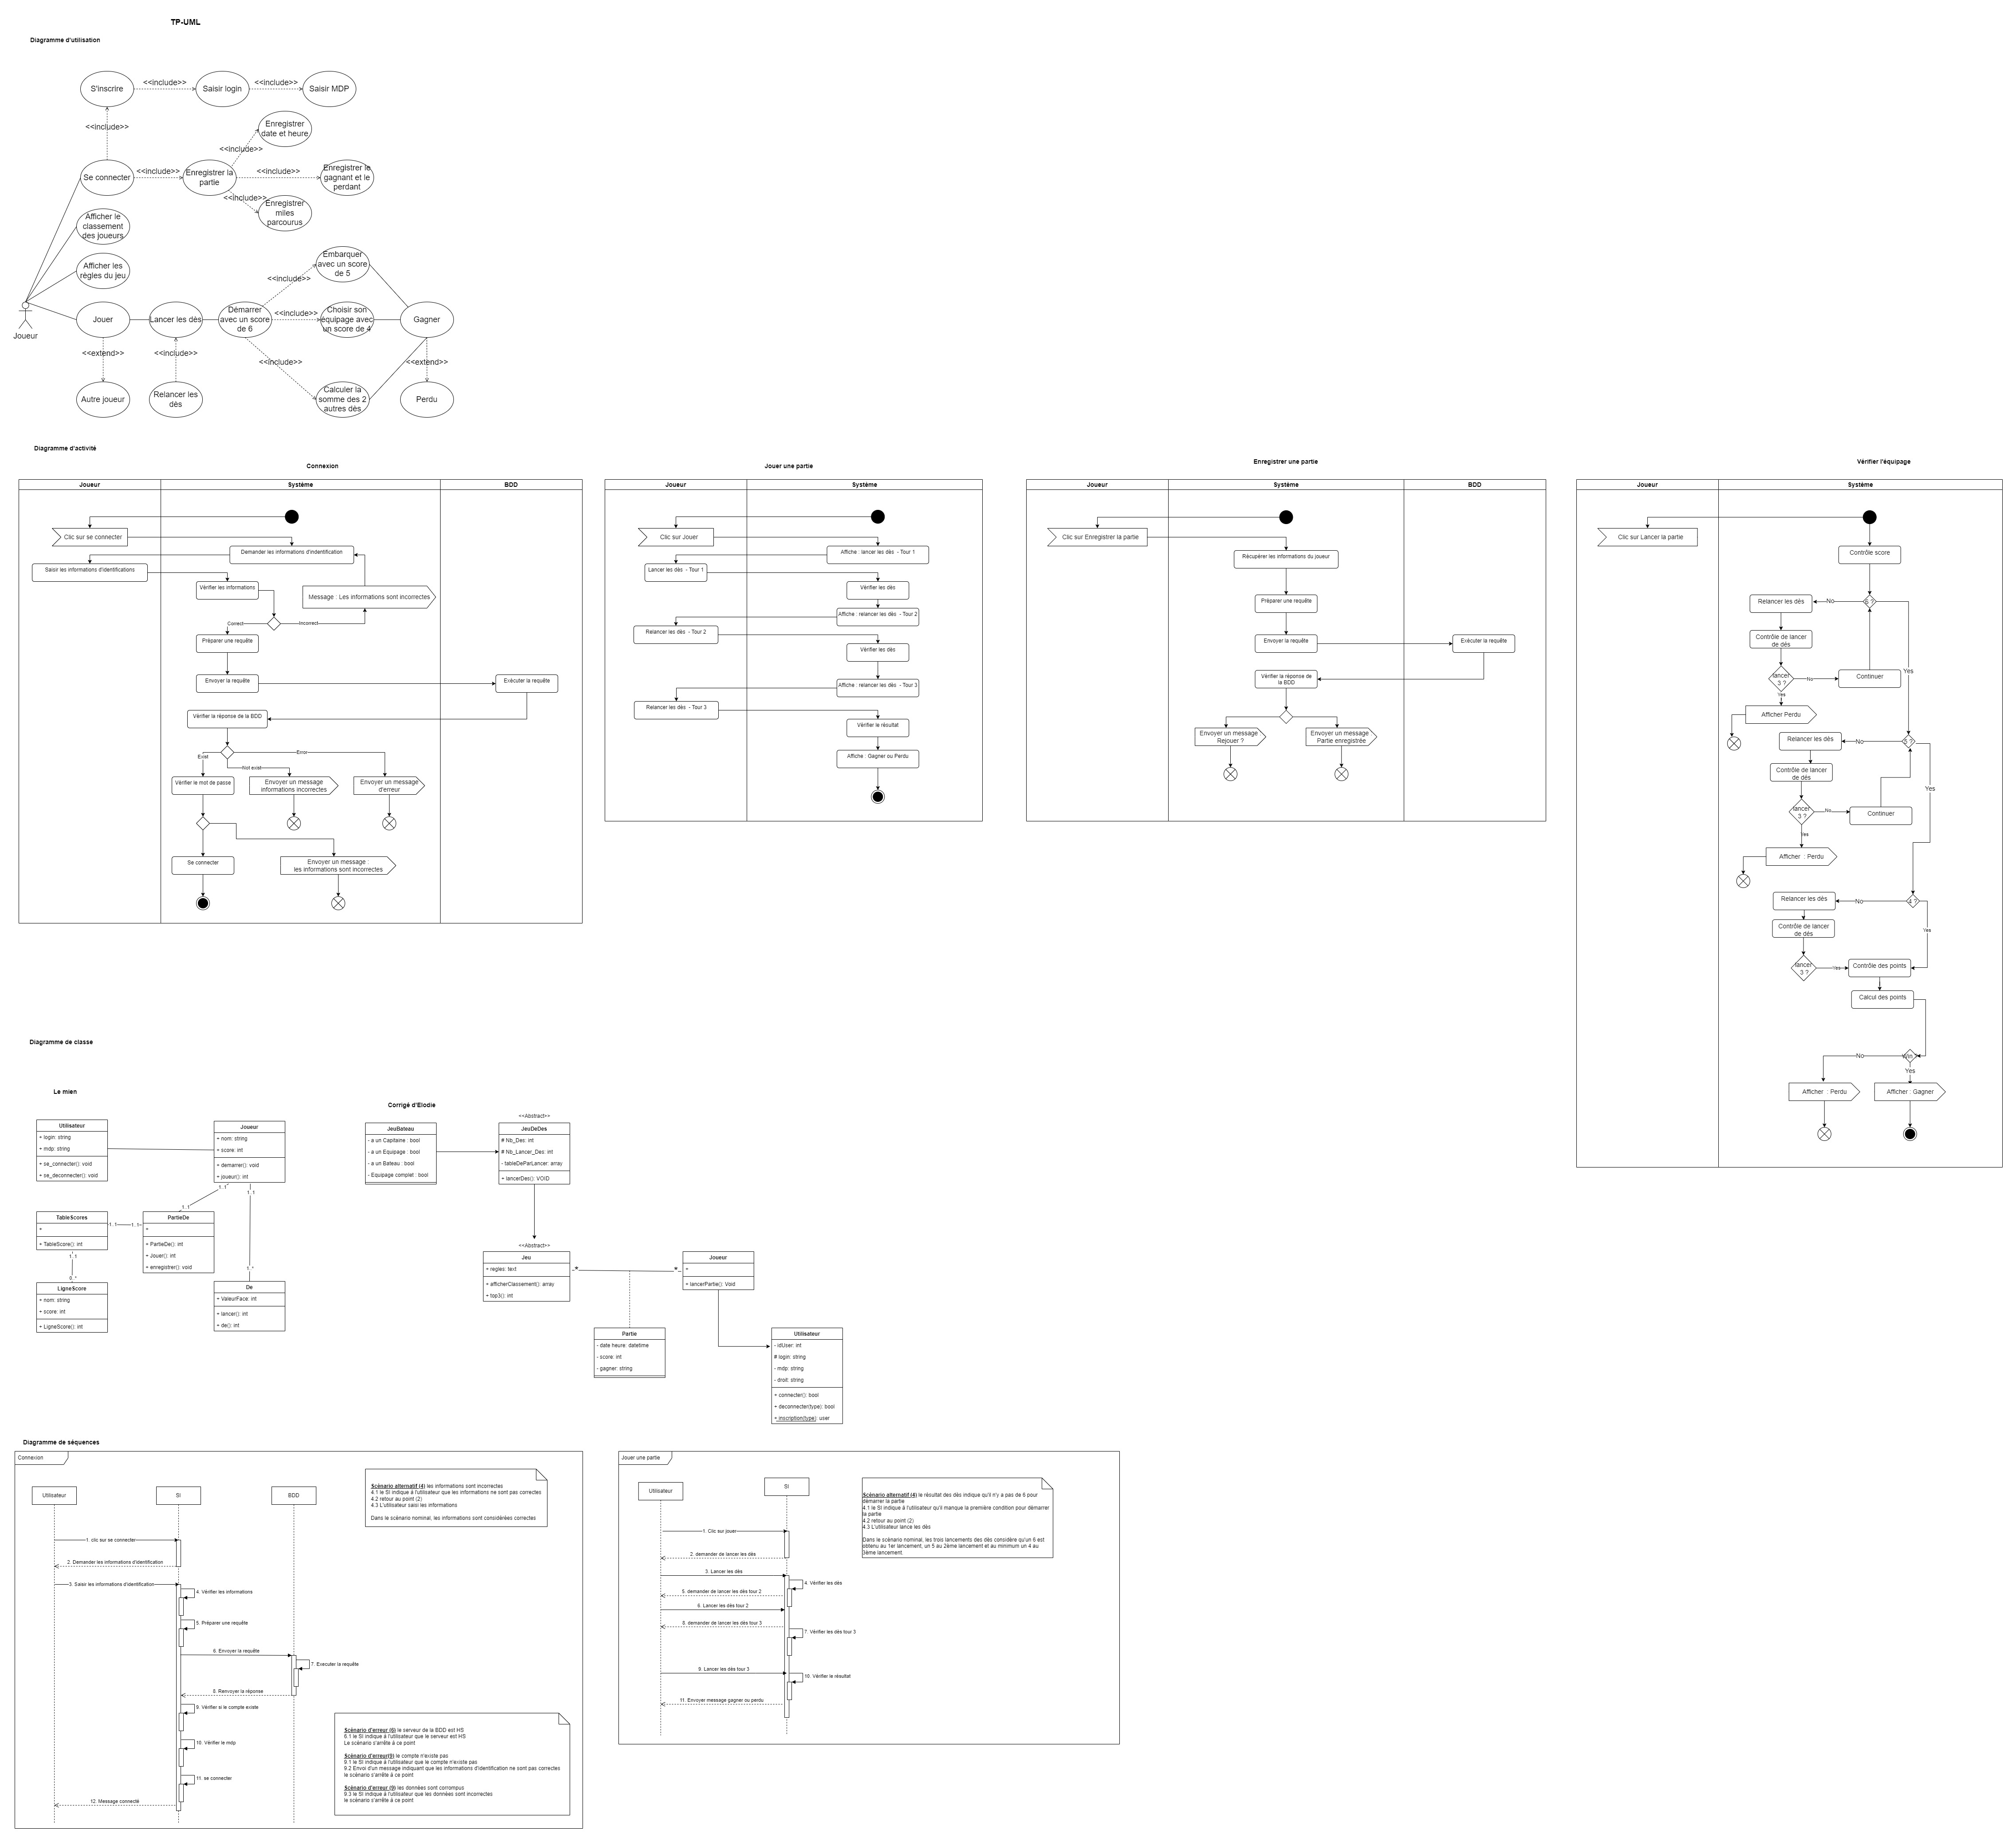 TP-UML
Diagramme d'utilisation
S'inscrire
<<include>>
Saisir login
<<include>>
Saisir MDP
<<include>>
Enregistrer
date et heure
<<include>>
Se connecter
<<include>>
Enregistrer la
partie
<<include>>
Enregistrer le
gagnant et le
perdant
<<include>>
Enregistrer
miles
parcourus
Afficher le
classement
des joueurs
Afficher les
règles du jeu
Joueur
Jouer
Lancer les dés
Démarrer
avec un score
de 6
<<include>>
Embarquer
avec un score
de 5
<<include>>
Choisir son
équipage avec
un score de 4
<<include>>
Calculer la
somme des 2
autres dés
Gagner
<<extend>>
<<include>>
<<extend>>
Autre joueur
Relancer les
dés
Perdu
Diagramme d'activité
Connexion
Joueur
Système
BDD
Clic sur se connecter
Demander les informations d'indentification
Saisir les informations d'identifications
Vérifier les informations
Message : Les informations sont incorrectes
Correct
Incorrect
Préparer une requête
Envoyer la requête
Exécuter la requête
Vérifier la réponse de la BDD
Exist
Not exist
Error
Vérifier le mot de passe
Envoyer un message
informations incorrectes
Envoyer un message
d'erreur
Se connecter
Envoyer un message :
les informations sont incorrectes
Jouer une partie
Joueur
Système
Clic sur Jouer
Affiche : lancer les dés - Tour 1
Lancer les dés - Tour 1
Vérifier les dés
Affiche : relancer les dés - Tour 2
Relancer les dés - Tour 2
Vérifier les dés
Affiche : relancer les dés - Tour 3
Relancer les dés - Tour 3
Vérifier le résultat
Affiche : Gagner ou Perdu
Enregistrer une partie
Joueur
Système
BDD
Clic sur Enregistrer la partie
Récupérer les informations du joueur
Préparer une requête
Envoyer la requête
Exécuter la requête
Vérifier la réponse de
la BDD
Envoyer un message
Rejouer ?
Envoyer un message
Partie enregistrée
Vérifier l'équipage
Joueur
Système
Clic sur Lancer la partie
Contrôle score
Relancer les dés
No
6 ?
Contrôle de lancer
de dés
lancer
3 ?
No
Continuer
Yes
Yes
Afficher Perdu
Relancer les dés
No
5 ?
Contrôle de lancer
de dés
Yes
lancer
3 ?
No
Continuer
Yes
Afficher : Perdu
Relancer les dés
No
4 ?
Contrôle de lancer
de dés
Yes
lancer
3 ?
Yes
Contrôle des points
Calcul des points
No
Win ?
Yes
Afficher : Perdu
Afficher : Gagner
Diagramme de classe
Le mien
Utilisateur
+ login: string
+ mdp: string
+ se_connecter(): void
+ se_deconnecter(): void
Joueur
+ nom: string
+ score: int
+ demarrer(): void
+ joueur(): int
1..1
1..1
1..1
TableScores
+
+ TableScore(): int
1..1
1..1
PartieDe
+
+ PartieDe(): int
+ Jouer(): int
+ enregistrer(): void
1..1
0..*
1..*
LigneScore
+ nom: string
+ score: int
+ LigneScore(): int
De
+ ValeurFace: int
+ lancer(): int
+ de(): int
Corrigé d'Elodie
JeuBateau
- a un Capitaine : bool
- a un Equipage : bool
- a un Bateau : bool
- Equipage complet : bool
<<Abstract>>
JeuDeDes
# Nb_Des: int
# Nb_Lancer_Des: int
- tableDeParLancer: array
+ lancerDes(): VOID
<<Abstract>>
Jeu
+ regles: text
+ afficherClassement(): array
+ top3(): int
*
*
Joueur
+
+ lancerPartie(): Void
Partie
- date heure: datetime
- score: int
- gagner: string
Utilisateur
- idUser: int
# login: string
- mdp: string
- droit: string
+ connecter(): bool
+ deconnecter(type): bool
+ inscription(type): user
Diagramme de séquences
Connexion
Utilisateur
SI
BDD
Scénario alternatif (4) les informations sont incorrectes
4.1 le SI indique à l'utilisateur que les informations ne sont pas correctes
4.2 retour au point (2)
4.3 L'utilisateur saisi les informations
Dans le scénario nominal, les informations sont considérées correctes
1. clic sur se connecter
2. Demander les informations d'identification
3. Saisir les informations d'identification
4. Vérifier les informations
5. Préparer une requête
6. Envoyer la requête
7. Executer la requête
8. Renvoyer la réponse
9. Vérifier si le compte existe
10. Vérifier le mdp
11. se connecter
12. Message connecté
Scénario d'erreur (6) le serveur de la BDD est HS
6.1 le SI indique à l'utilisateur que le serveur est HS
Le scénario s'arrête à ce point
Scénario d'erreur(9) le compte n'existe pas
9.1 le SI indique à l'utilisateur que le compte n'existe pas
9.2 Envoi d'un message indiquant que les informations d'identification ne sont pas correctes
le scénario s'arrête à ce point
Scénario d'erreur (9) les données sont corrompus
9.3 le SI indique à l'utilisateur que les données sont incorrectes
le scénario s'arrête à ce point
Jouer une partie
Utilisateur
SI
Scénario alternatif (4) le résultat des dés indique qu'il n'y a pas de 6 pour
démarrer la partie
4.1 le SI indique à l'utilisateur qu'il manque la première condition pour démarrer
la partie
4.2 retour au point (2)
4.3 L'utilisateur lance les dés
Dans le scénario nominal, les trois lancements des dés considère qu'un 6 est
obtenu au 1er lancement, un 5 au 2ème lancement et au minimum un 4 au
3ème lancement.
1. Clic sur jouer
2. demander de lancer les dés
3. Lancer les dés
4. Vérifier les dés
5. demander de lancer les dés tour 2
6. Lancer les dés tour 2
8. demander de lancer les dés tour 3
7. Vérifier les dés tour 3
9. Lancer les dés tour 3
10. Vérifier le résultat
11. Envoyer message gagner ou perdu